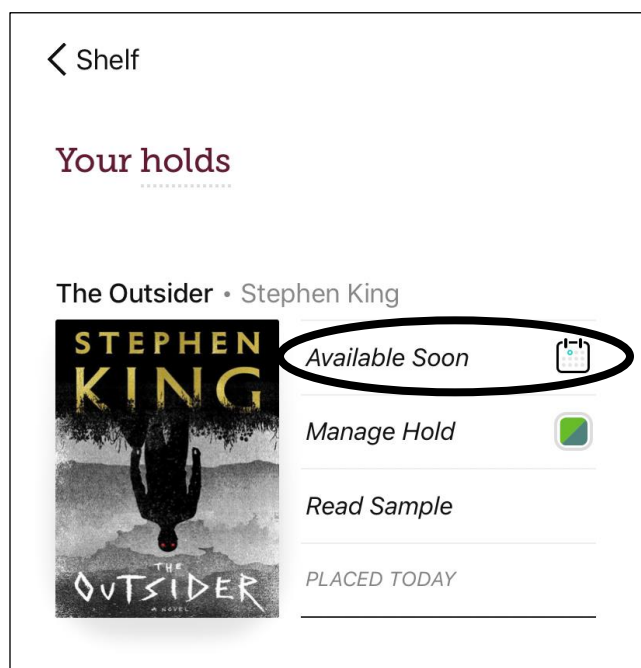 Shelf
Your holds
The Outsider • Stephen King
STEPHEN
KING
THE
OUTSIDER
A NOVEL
Available Soon
Manage Hold
Read Sample
PLACED TODAY